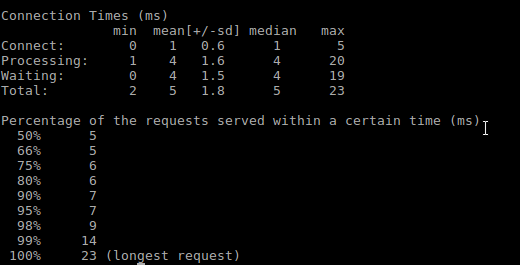 Connection Times (ms)
              min  mean[+/-sd] median   max
Connect:        0    1   0.6      1       5
Processing:     1    4   1.6      4      20
Waiting:        0    4   1.5      4      19
Total:          2    5   1.8      5      23
Percentage of the requests served within a certain time (ms)
  50%      5
  66%      5
  75%      6
  80%      6
  90%      7
  95%      7
  98%      9
  99%     14
 100%     23 (longest request)